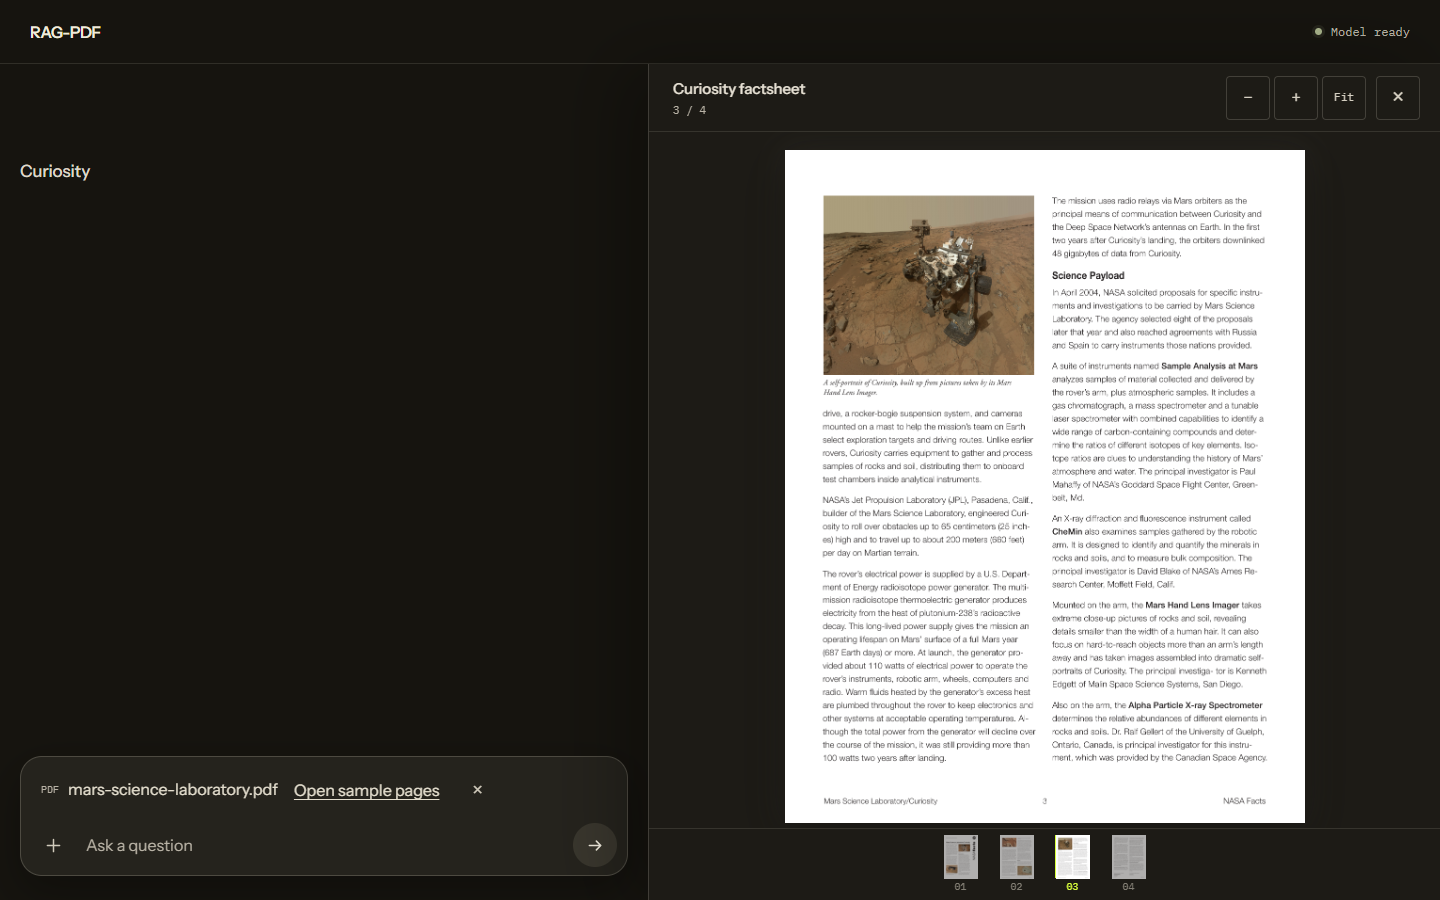 RAG-PDF
Model ready
Curiosity
PDF mars-science-laboratory.pdf Open sample pages ×
+ Ask a question →
Curiosity factsheet
3 / 4
− + Fit ×
A self-portrait of Curiosity, built up from pictures taken by its Mars
Hand Lens Imager.
drive, a rocker-bogie suspension system, and cameras
mounted on a mast to help the mission's team on Earth
select exploration targets and driving routes. Unlike earlier
rovers, Curiosity carries equipment to gather and process
samples of rocks and soil, distributing them to onboard
test chambers inside analytical instruments.
NASA's Jet Propulsion Laboratory (JPL), Pasadena, Calif.,
builder of the Mars Science Laboratory, engineered Curi-
osity to roll over obstacles up to 65 centimeters (25 inch-
es) high and to travel up to about 200 meters (660 feet)
per day on Martian terrain.
The rover's electrical power is supplied by a U.S. Depart-
ment of Energy radioisotope power generator. The multi-
mission radioisotope thermoelectric generator produces
electricity from the heat of plutonium-238's radioactive
decay. This long-lived power supply gives the mission an
operating lifespan on Mars' surface of a full Mars year
(687 Earth days) or more. At launch, the generator pro-
vided about 110 watts of electrical power to operate the
rover's instruments, robotic arm, wheels, computers and
radio. Warm fluids heated by the generator's excess heat
are plumbed throughout the rover to keep electronics and
other systems at acceptable operating temperatures. Al-
though the total power from the generator will decline over
the course of the mission, it was still providing more than
100 watts two years after landing.
The mission uses radio relays via Mars orbiters as the
principal means of communication between Curiosity and
the Deep Space Network's antennas on Earth. In the first
two years after Curiosity's landing, the orbiters downlinked
48 gigabytes of data from Curiosity.
Science Payload
In April 2004, NASA solicited proposals for specific instru-
ments and investigations to be carried by Mars Science
Laboratory. The agency selected eight of the proposals
later that year and also reached agreements with Russia
and Spain to carry instruments those nations provided.
A suite of instruments named Sample Analysis at Mars
analyzes samples of material collected and delivered by
the rover's arm, plus atmospheric samples. It includes a
gas chromatograph, a mass spectrometer and a tunable
laser spectrometer with combined capabilities to identify a
wide range of carbon-containing compounds and deter-
mine the ratios of different isotopes of key elements. Iso-
tope ratios are clues to understanding the history of Mars'
atmosphere and water. The principal investigator is Paul
Mahaffy of NASA's Goddard Space Flight Center, Green-
belt, Md.
An X-ray diffraction and fluorescence instrument called
CheMin also examines samples gathered by the robotic
arm. It is designed to identify and quantify the minerals in
rocks and soils, and to measure bulk composition. The
principal investigator is David Blake of NASA's Ames Re-
search Center, Moffett Field, Calif.
Mounted on the arm, the Mars Hand Lens Imager takes
extreme close-up pictures of rocks and soil, revealing
details smaller than the width of a human hair. It can also
focus on hard-to-reach objects more than an arm's length
away and has taken images assembled into dramatic self-
portraits of Curiosity. The principal investiga- tor is Kenneth
Edgett of Malin Space Science Systems, San Diego.
Also on the arm, the Alpha Particle X-ray Spectrometer
determines the relative abundances of different elements in
rocks and soils. Dr. Ralf Gellert of the University of Guelph,
Ontario, Canada, is principal investigator for this instru-
ment, which was provided by the Canadian Space Agency.
Mars Science Laboratory/Curiosity 3 NASA Facts
01 02 03 04